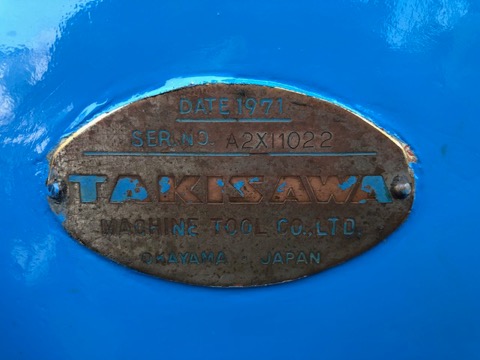 DATE 1971
SER.NO. A2X11022
TAKISAWA
MACHINE TOOL CO.,LTD.
OKAYAMA JAPAN